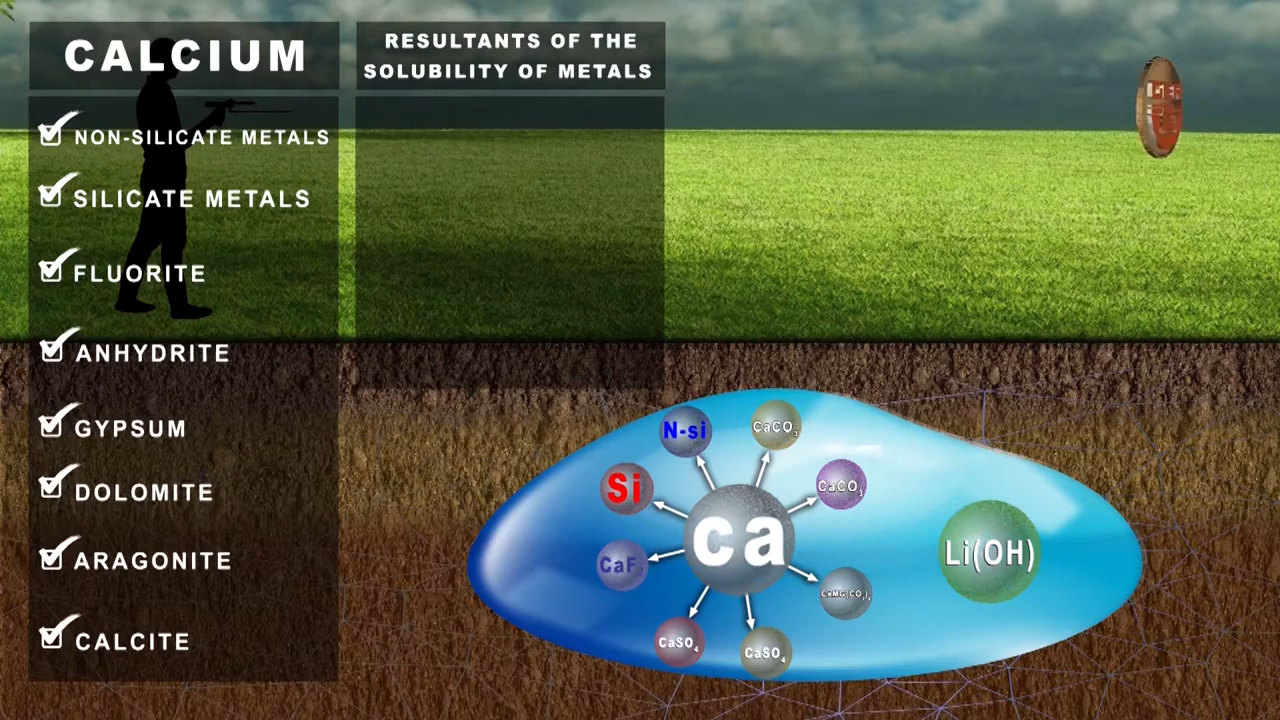 CALCIUM
NON-SILICATE METALS
SILICATE METALS
FLUORITE
ANHYDRITE
GYPSUM
DOLOMITE
ARAGONITE
CALCITE
RESULTANTS OF THE
SOLUBILITY OF METALS
N-si
CaCO3
Si
CaCO3
ca
Li(OH)
CaF2
CaMG(CO3)2
CaSO4
CaSO4